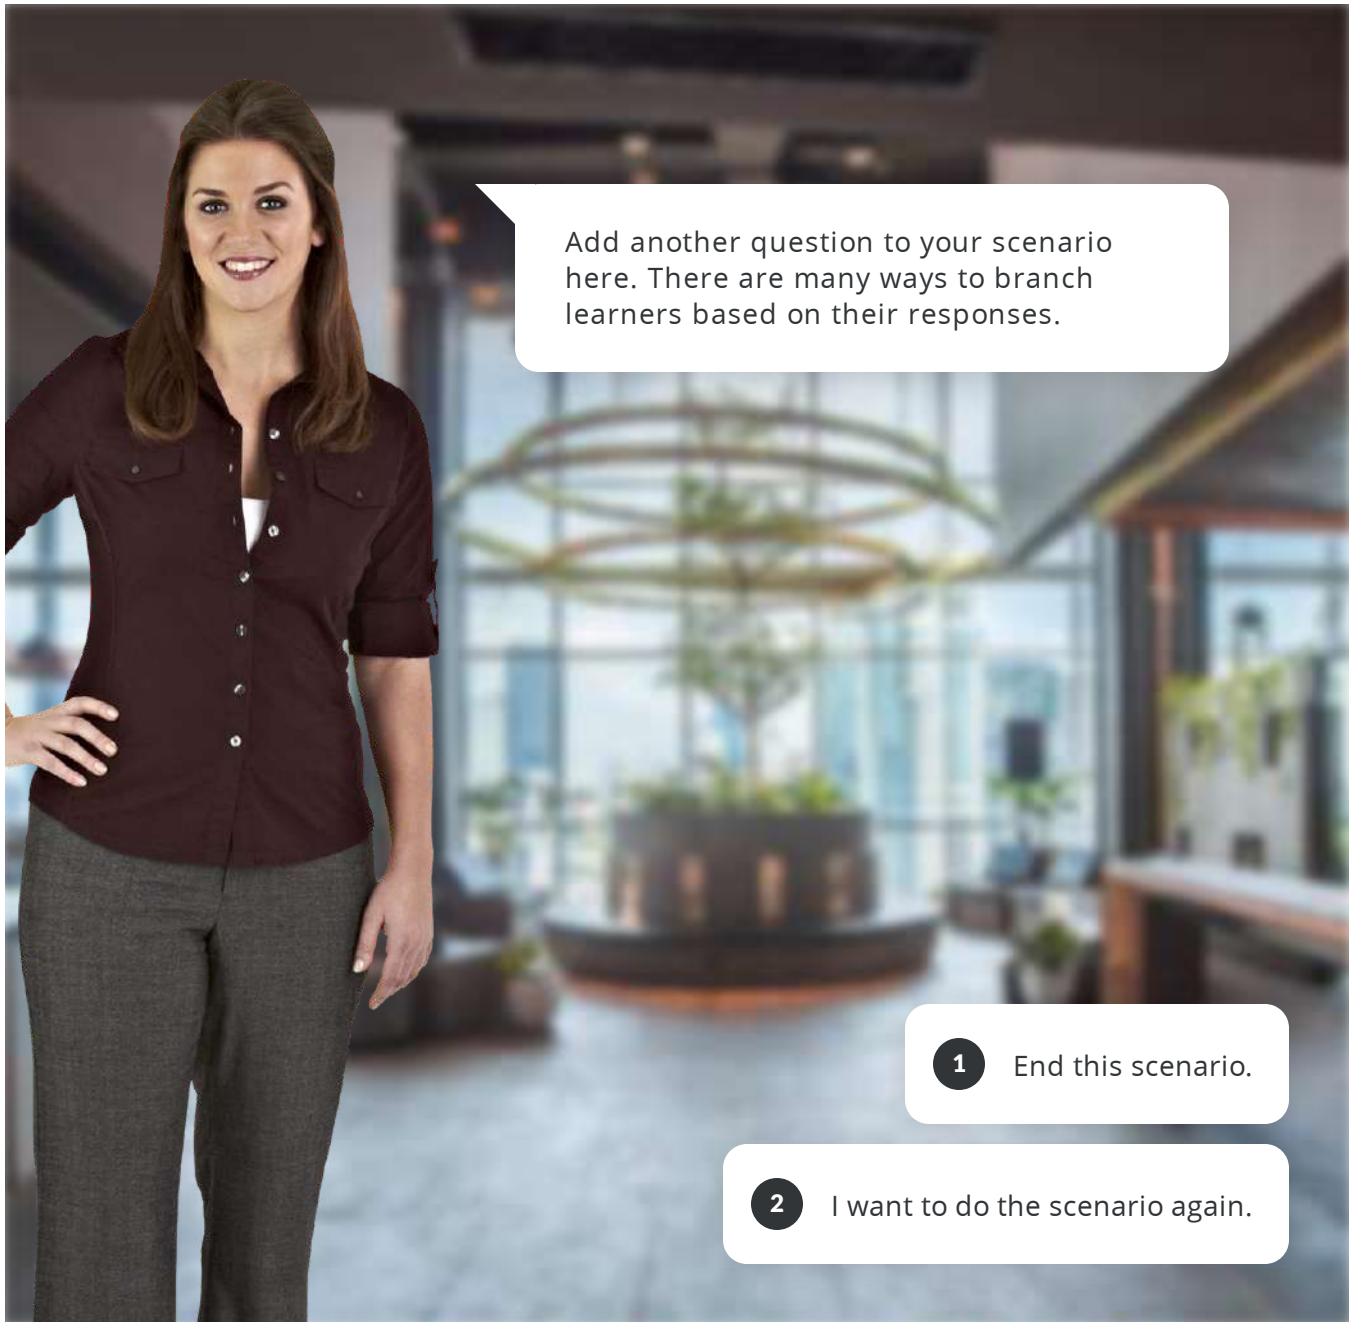 Add another question to your scenario
here. There are many ways to branch
learners based on their responses.
1 End this scenario.
2 I want to do the scenario again.